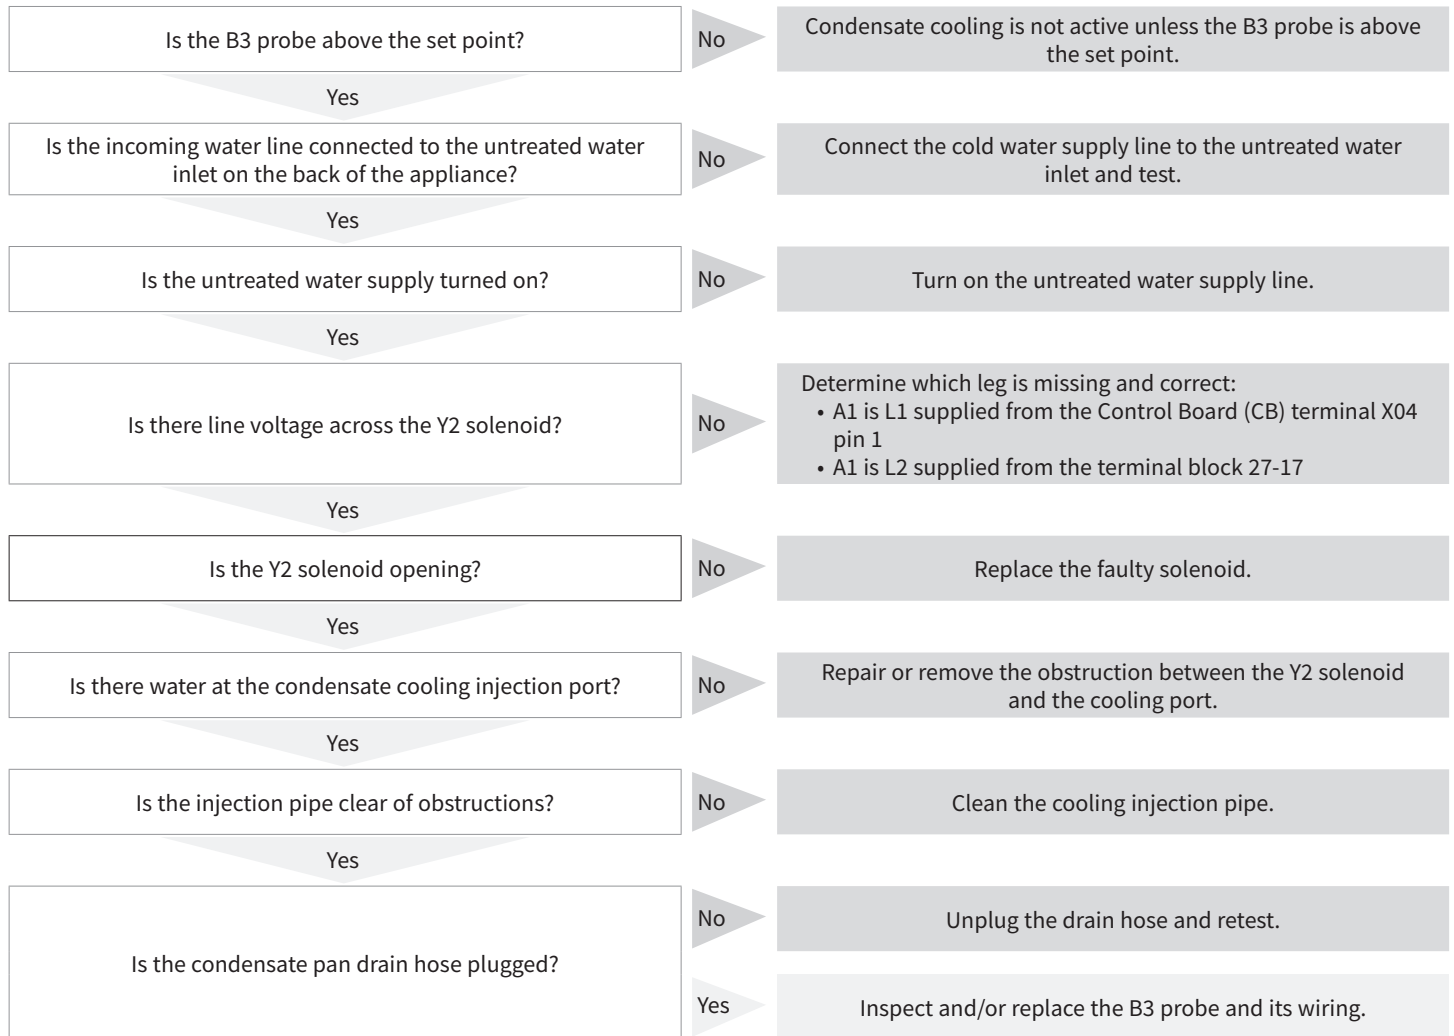 Is the B3 probe above the set point?
No
Condensate cooling is not active unless the B3 probe is above
the set point.
Yes
Is the incoming water line connected to the untreated water
inlet on the back of the appliance?
No
Connect the cold water supply line to the untreated water
inlet and test.
Yes
Is the untreated water supply turned on?
No
Turn on the untreated water supply line.
Yes
Is there line voltage across the Y2 solenoid?
No
Determine which leg is missing and correct:
• A1 is L1 supplied from the Control Board (CB) terminal X04
pin 1
• A1 is L2 supplied from the terminal block 27-17
Yes
Is the Y2 solenoid opening?
No
Replace the faulty solenoid.
Yes
Is there water at the condensate cooling injection port?
No
Repair or remove the obstruction between the Y2 solenoid
and the cooling port.
Yes
Is the injection pipe clear of obstructions?
No
Clean the cooling injection pipe.
Yes
Is the condensate pan drain hose plugged?
No
Unplug the drain hose and retest.
Yes
Inspect and/or replace the B3 probe and its wiring.